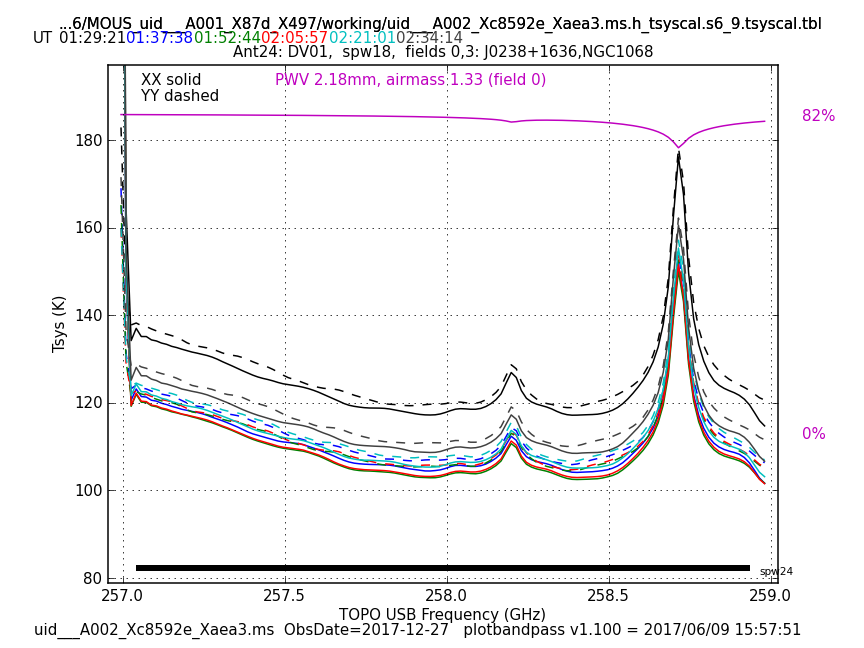 ...6/MOUS_uid___A001_X87d_X497/working/uid___A002_Xc8592e_Xaea3.ms.h_tsyscal.s6_9.tsyscal.tbl
UT 01:29:21 01:37:38 01:52:44 02:05:57 02:21:01 02:34:14
Ant24: DV01, spw18, fields 0,3: J0238+1636,NGC1068
XX solid
YY dashed
PWV 2.18mm, airmass 1.33 (field 0)
82%
0%
180
160
140
120
100
80
Tsys (K)
spw24
257.0 257.5 258.0 258.5 259.0
TOPO USB Frequency (GHz)
uid___A002_Xc8592e_Xaea3.ms ObsDate=2017-12-27 plotbandpass v1.100 = 2017/06/09 15:57:51